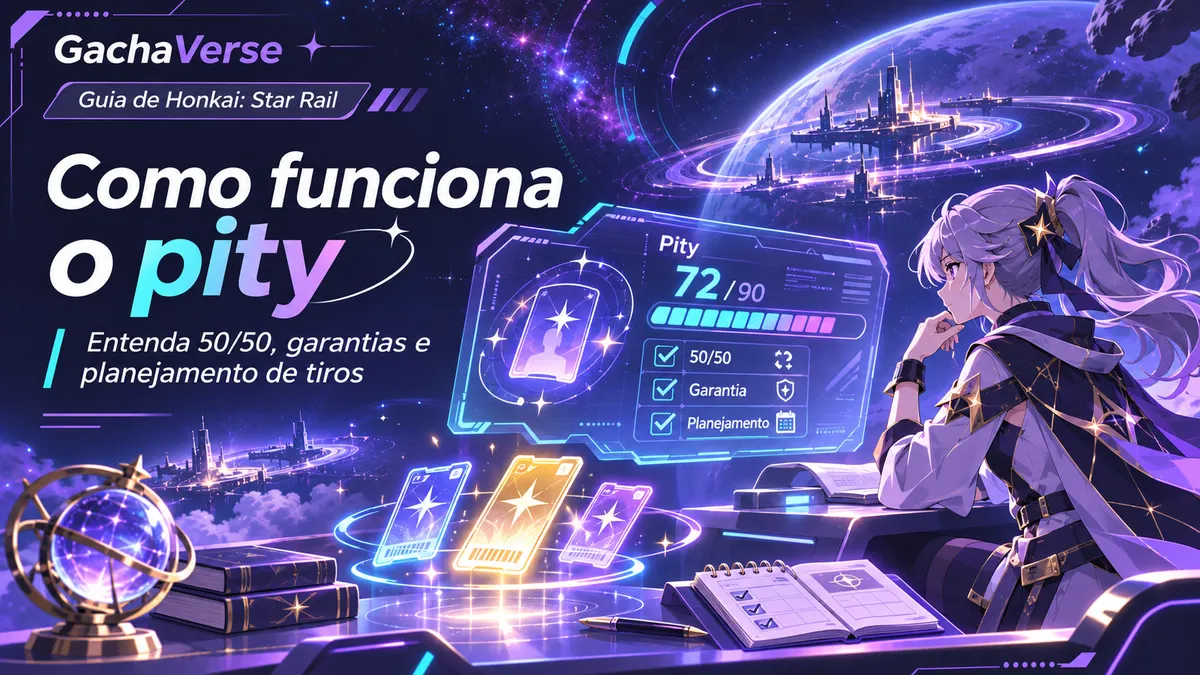 GachaVerse
Guia de Honkai: Star Rail
Como funciona
o pity
Entenda 50/50, garantias e
planejamento de tiros
Pity
72/90
50/50
Garantia
Planejamento